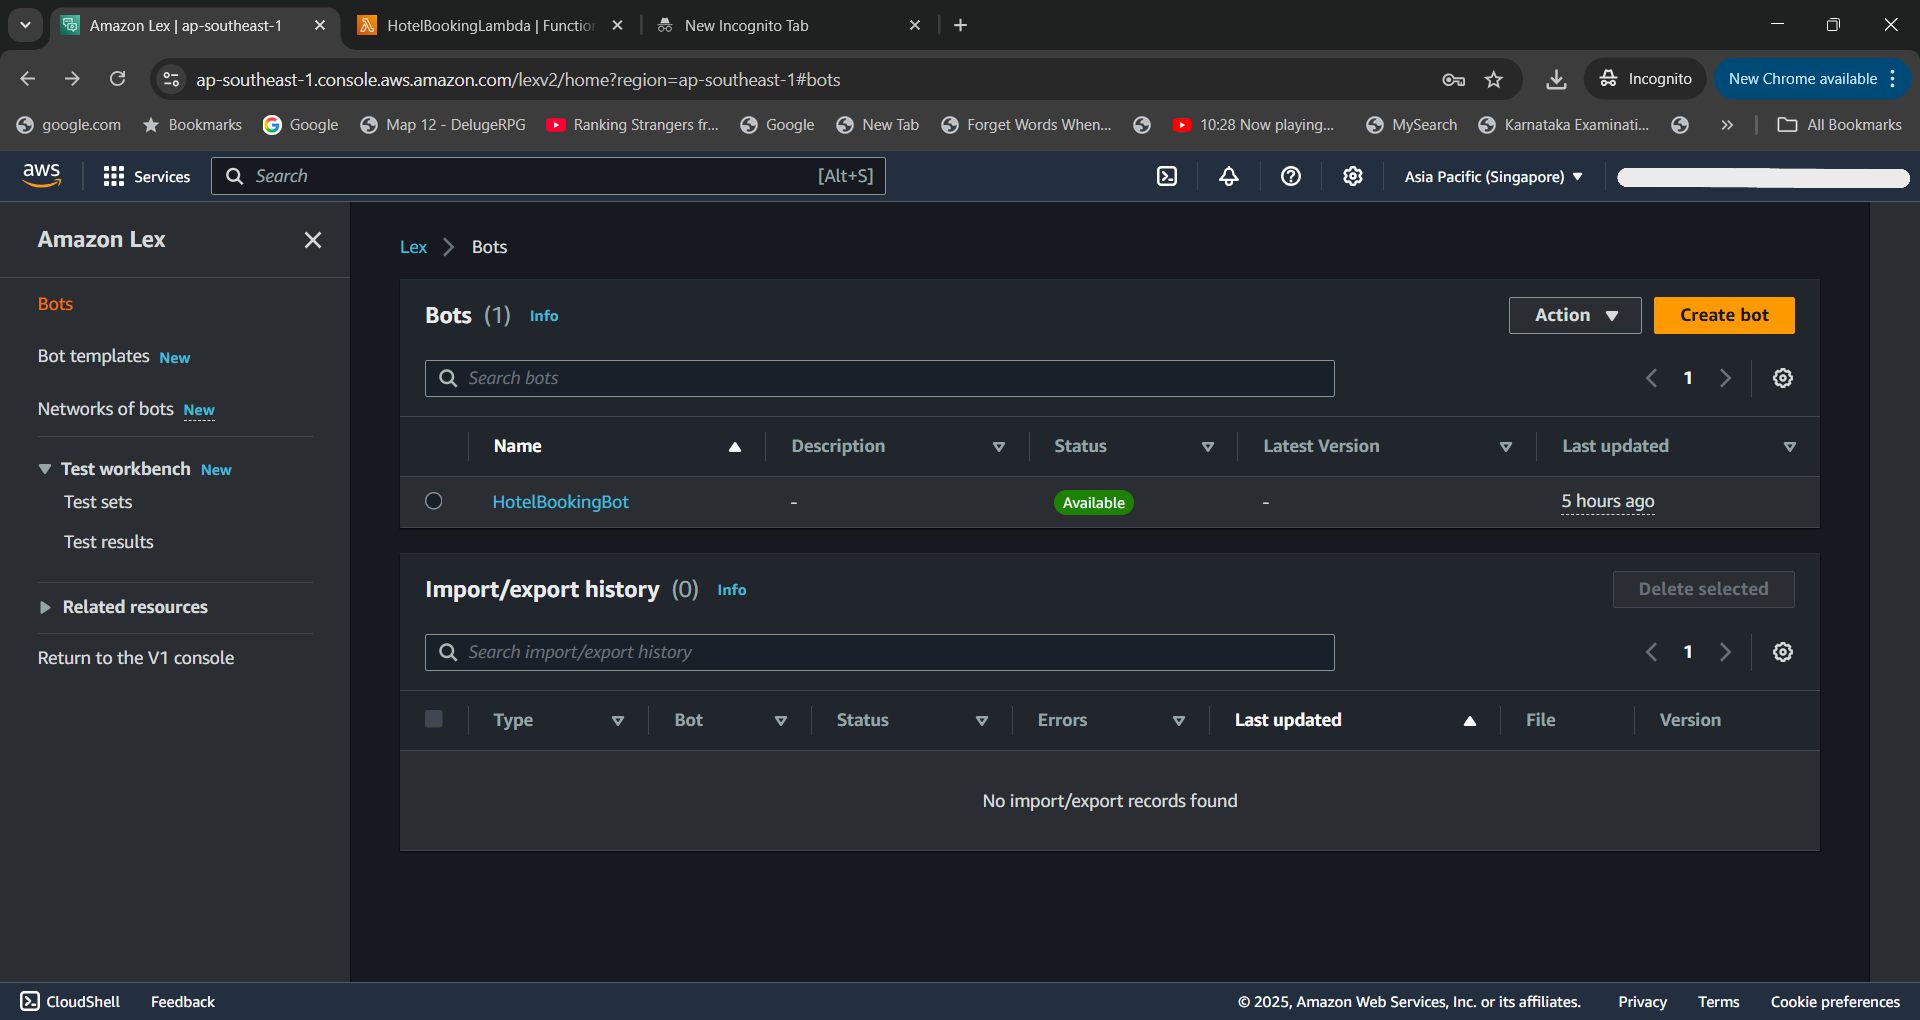 Amazon Lex | ap-southeast-1
HotelBookingLambda | Function
New Incognito Tab
ap-southeast-1.console.aws.amazon.com/lexv2/home?region=ap-southeast-1#bots
Incognito
New Chrome available
google.com
Bookmarks
Google
Map 12 - DelugeRPG
Ranking Strangers fr...
Google
New Tab
Forget Words When...
10:28 Now playing...
MySearch
Karnataka Examinati...
All Bookmarks
aws
Services
Search
[Alt+S]
Asia Pacific (Singapore)
Amazon Lex
Bots
Bot templates New
Networks of bots New
Test workbench New
Test sets
Test results
Related resources
Return to the V1 console
Lex
Bots
Bots (1) Info
Action
Create bot
Search bots
1
Name
Description
Status
Latest Version
Last updated
HotelBookingBot
-
Available
-
5 hours ago
Import/export history (0) Info
Delete selected
Search import/export history
1
Type
Bot
Status
Errors
Last updated
File
Version
No import/export records found
CloudShell
Feedback
© 2025, Amazon Web Services, Inc. or its affiliates.
Privacy
Terms
Cookie preferences